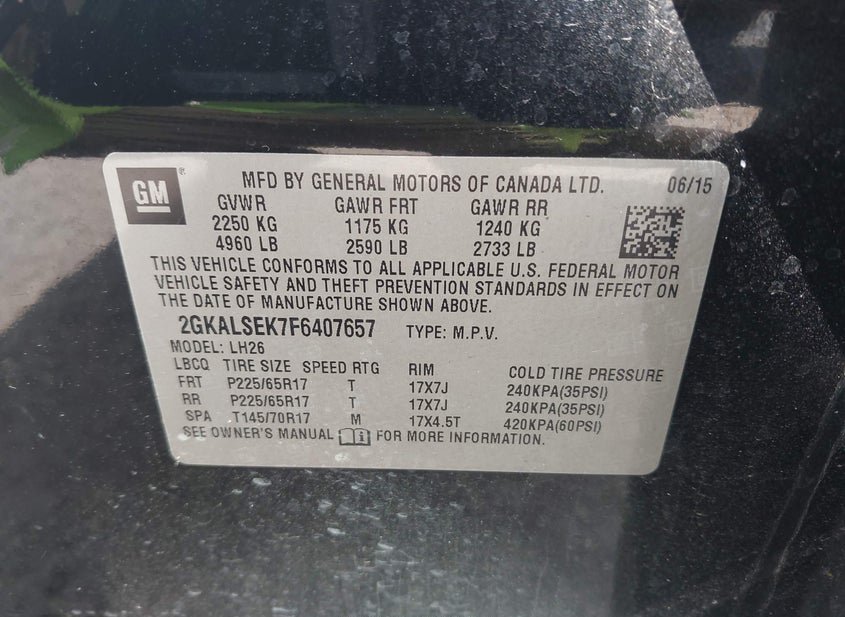 GM MFD BY GENERAL MOTORS OF CANADA LTD. 06/15
GVWR GAWR FRT GAWR RR
2250 KG 1175 KG 1240 KG
4960 LB 2590 LB 2733 LB
THIS VEHICLE CONFORMS TO ALL APPLICABLE U.S. FEDERAL MOTOR
VEHICLE SAFETY AND THEFT PREVENTION STANDARDS IN EFFECT ON
THE DATE OF MANUFACTURE SHOWN ABOVE.
2GKALSEK7F6407657 TYPE: M.P.V.
MODEL: LH26
LBCQ TIRE SIZE SPEED RTG RIM COLD TIRE PRESSURE
FRT P225/65R17 T 17X7J 240KPA(35PSI)
RR P225/65R17 T 17X7J 240KPA(35PSI)
SPA T145/70R17 M 17X4.5T 420KPA(60PSI)
SEE OWNER'S MANUAL FOR MORE INFORMATION.